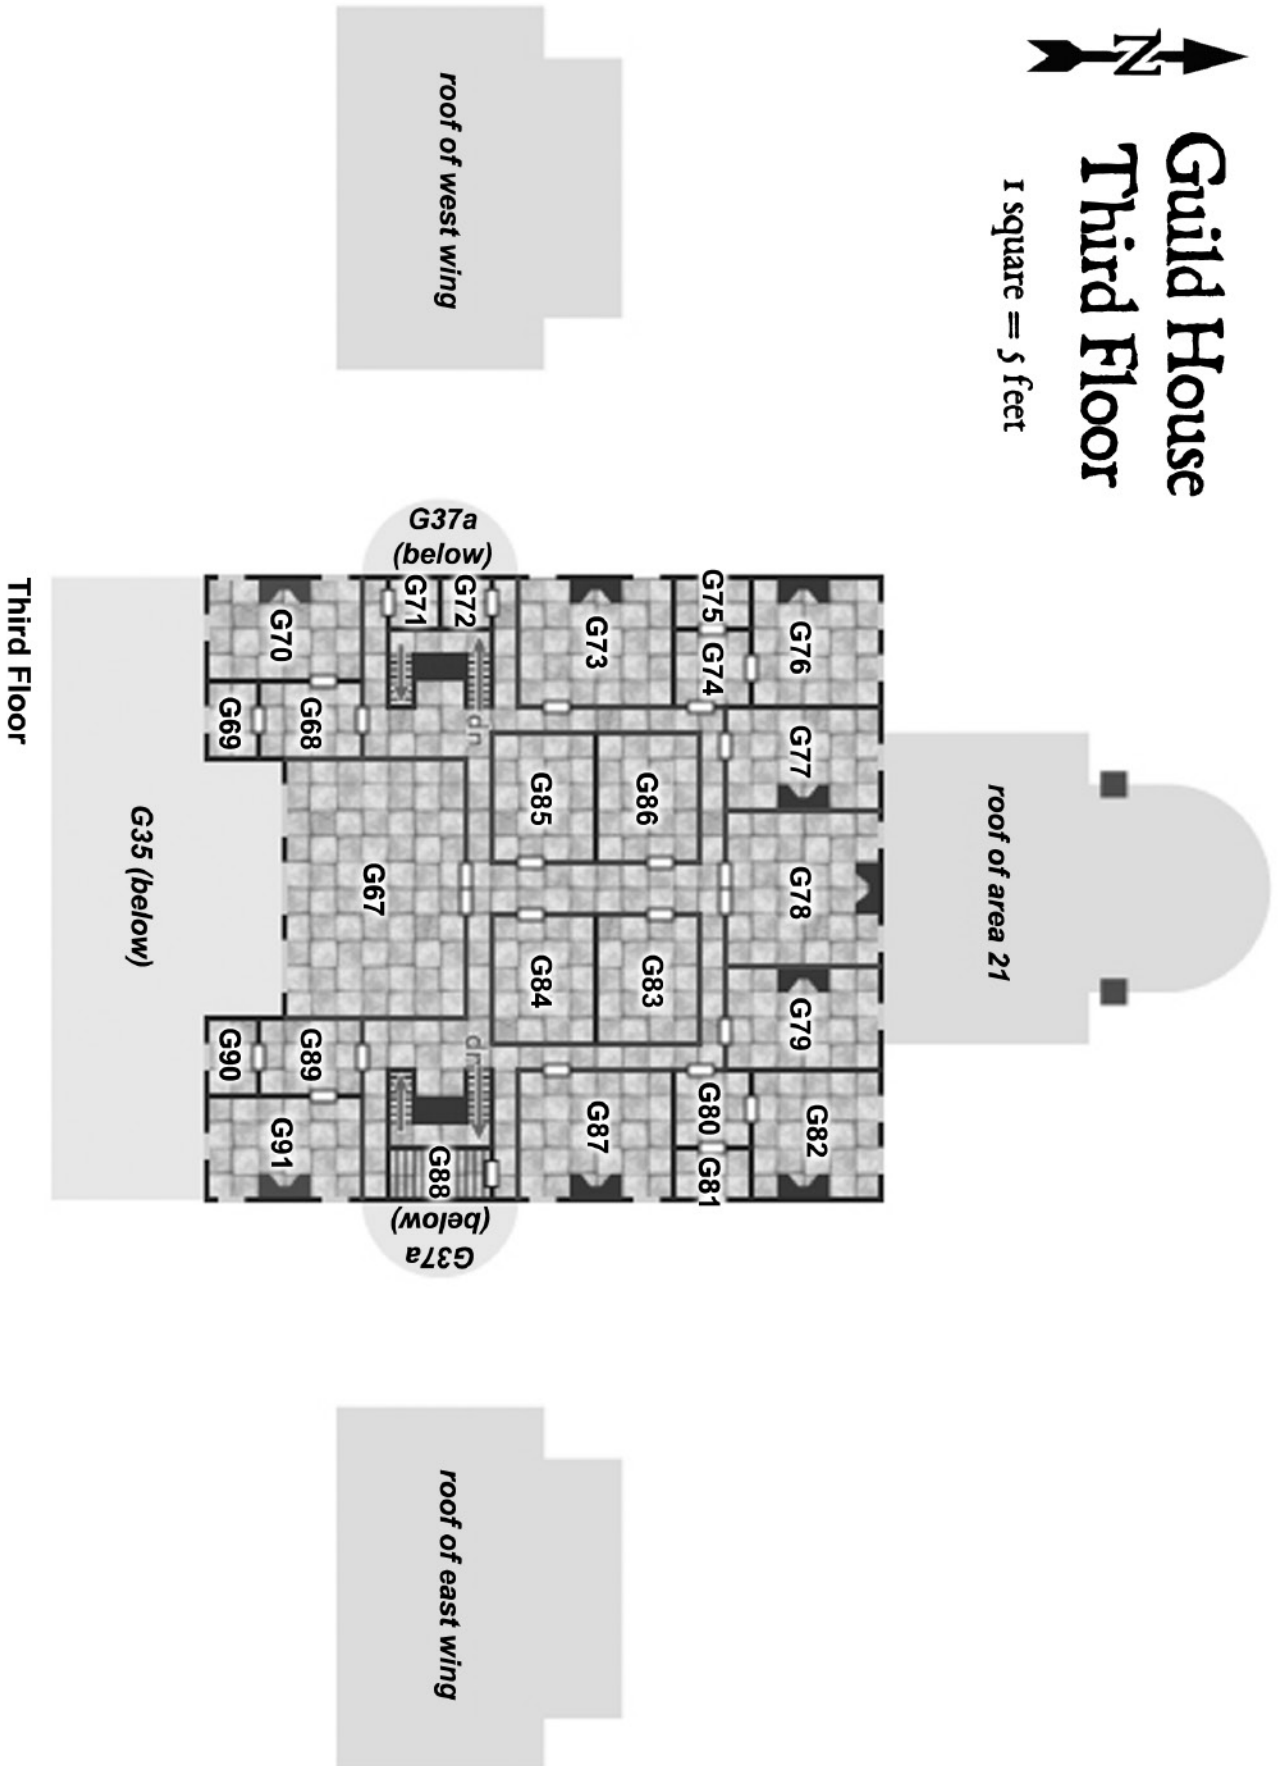 N
Guild House
Third Floor
1 square = 5 feet
roof of area 21
roof of west wing
roof of east wing
G76
G77
G78
G79
G82
G75
G74
G80
G81
G86
G83
G73
G85
G84
G87
dn
dn
G37a
(below)
G72
G71
G88
G37a
(below)
G67
G70
G68
G69
G89
G90
G91
G35 (below)
Third Floor